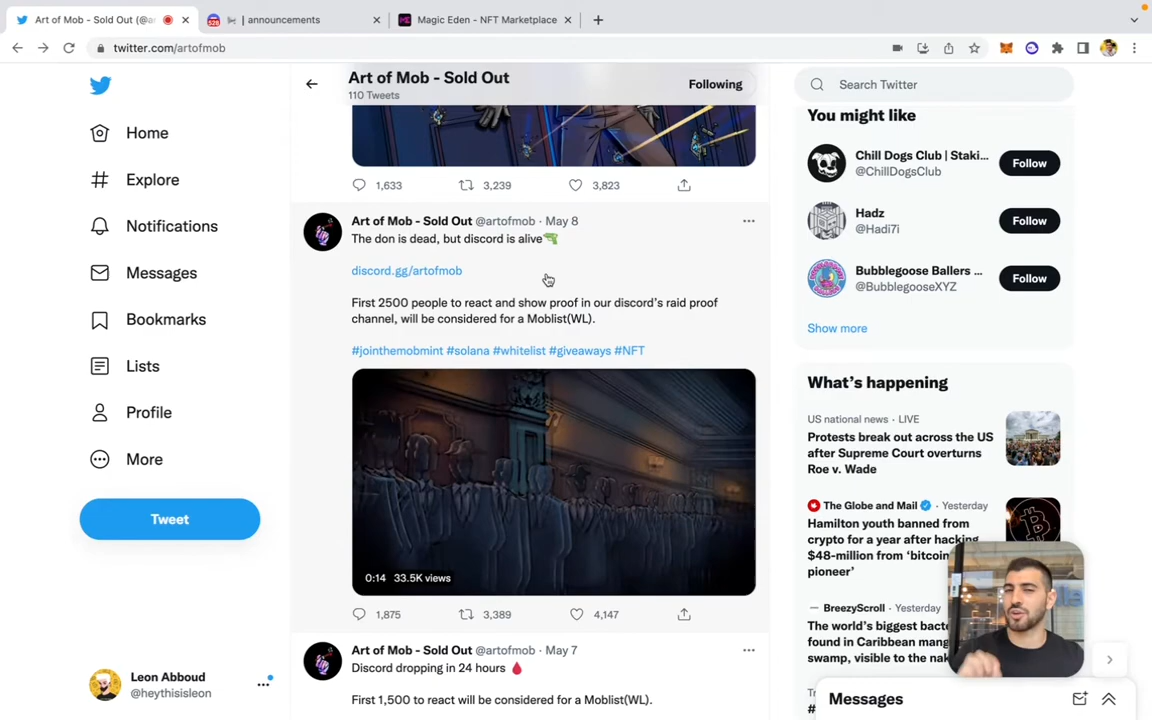 Art of Mob - Sold Out (@ar
528
| announcements
Magic Eden - NFT Marketplace
twitter.com/artofmob
Home
Explore
Notifications
Messages
Bookmarks
Lists
Profile
More
Tweet
Leon Abboud
@heythisisleon
Art of Mob - Sold Out
110 Tweets
Following
1,633
3,239
3,823
Art of Mob - Sold Out @artofmob · May 8
The don is dead, but discord is alive
discord.gg/artofmob
First 2500 people to react and show proof in our discord's raid proof
channel, will be considered for a Moblist(WL).
#jointhemobmint #solana #whitelist #giveaways #NFT
0:14 33.5K views
1,875
3,389
4,147
Art of Mob - Sold Out @artofmob · May 7
Discord dropping in 24 hours
First 1,500 to react will be considered for a Moblist(WL).
Search Twitter
You might like
Chill Dogs Club | Staki...
@ChillDogsClub
Follow
Hadz
@Hadi7i
Follow
Bubblegoose Ballers ...
@BubblegooseXYZ
Follow
Show more
What's happening
US national news · LIVE
Protests break out across the US
after Supreme Court overturns
Roe v. Wade
The Globe and Mail · Yesterday
Hamilton youth banned from
crypto for a year after hacking
$48-million from 'bitcoin
pioneer'
BreezyScroll · Yesterday
The world's biggest bacte
found in Caribbean mang
swamp, visible to the nak
Messages